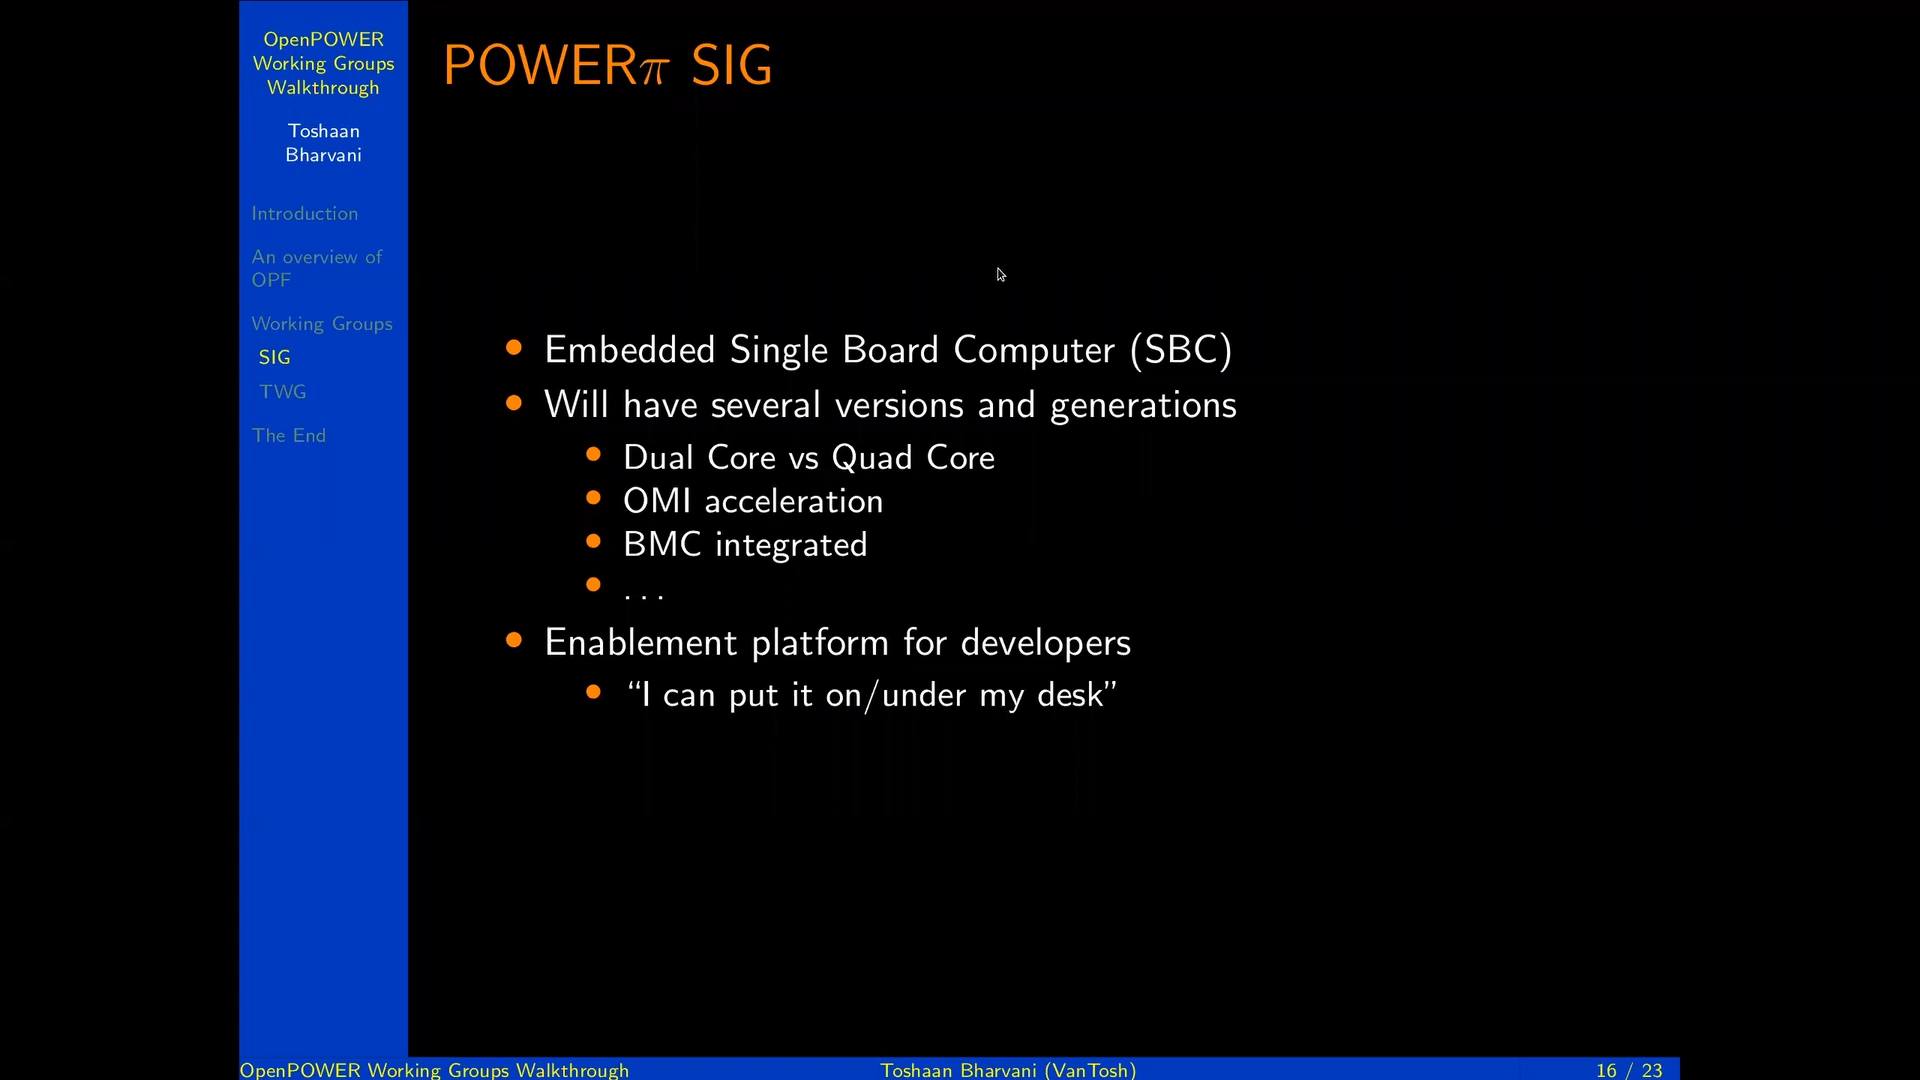 OpenPOWER
Working Groups
Walkthrough
Toshaan
Bharvani
Introduction
An overview of
OPF
Working Groups
SIG
TWG
The End
POWERπ SIG
• Embedded Single Board Computer (SBC)
• Will have several versions and generations
• Dual Core vs Quad Core
• OMI acceleration
• BMC integrated
• . . .
• Enablement platform for developers
• “I can put it on/under my desk”
OpenPOWER Working Groups Walkthrough
Toshaan Bharvani (VanTosh)
16 / 23